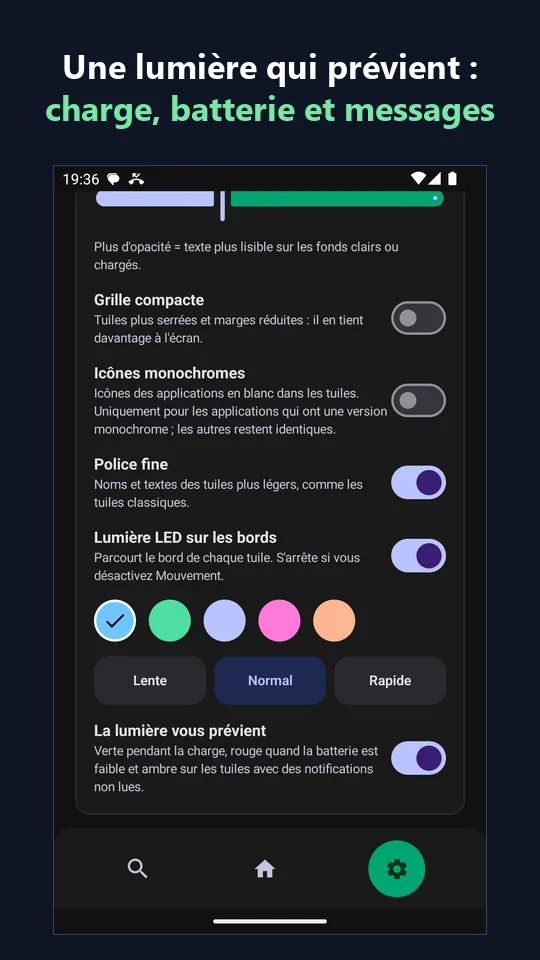 Une lumière qui prévient :
charge, batterie et messages
19:36
Plus d'opacité = texte plus lisible sur les fonds clairs ou
chargés.
Grille compacte
Tuiles plus serrées et marges réduites : il en tient
davantage à l'écran.
Icônes monochromes
Icônes des applications en blanc dans les tuiles.
Uniquement pour les applications qui ont une version
monochrome ; les autres restent identiques.
Police fine
Noms et textes des tuiles plus légers, comme les
tuiles classiques.
Lumière LED sur les bords
Parcourt le bord de chaque tuile. S'arrête si vous
désactivez Mouvement.
Lente
Normal
Rapide
La lumière vous prévient
Verte pendant la charge, rouge quand la batterie est
faible et ambre sur les tuiles avec des notifications
non lues.